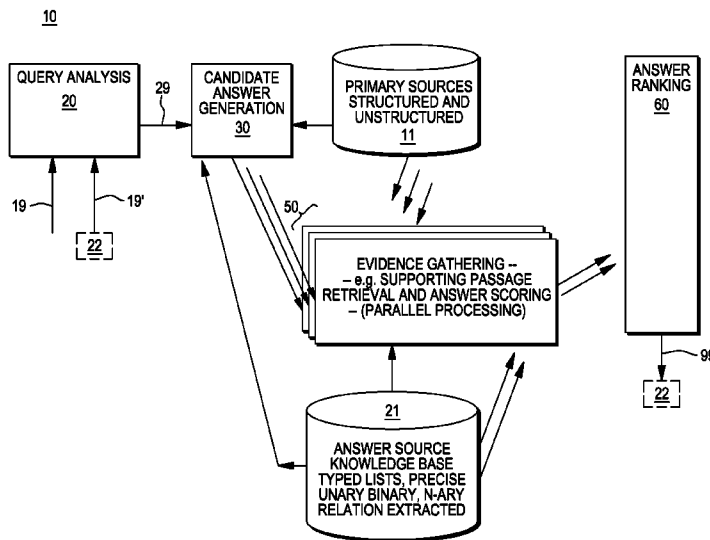 10
QUERY ANALYSIS
20
29
CANDIDATE
ANSWER
GENERATION
30
PRIMARY SOURCES
STRUCTURED AND
UNSTRUCTURED
11
ANSWER
RANKING
60
19
19'
22
50
EVIDENCE GATHERING --
– e.g. SUPPORTING PASSAGE
RETRIEVAL AND ANSWER SCORING
– (PARALLEL PROCESSING)
99
22
21
ANSWER SOURCE
KNOWLEDGE BASE
TYPED LISTS, PRECISE
UNARY BINARY, N-ARY
RELATION EXTRACTED